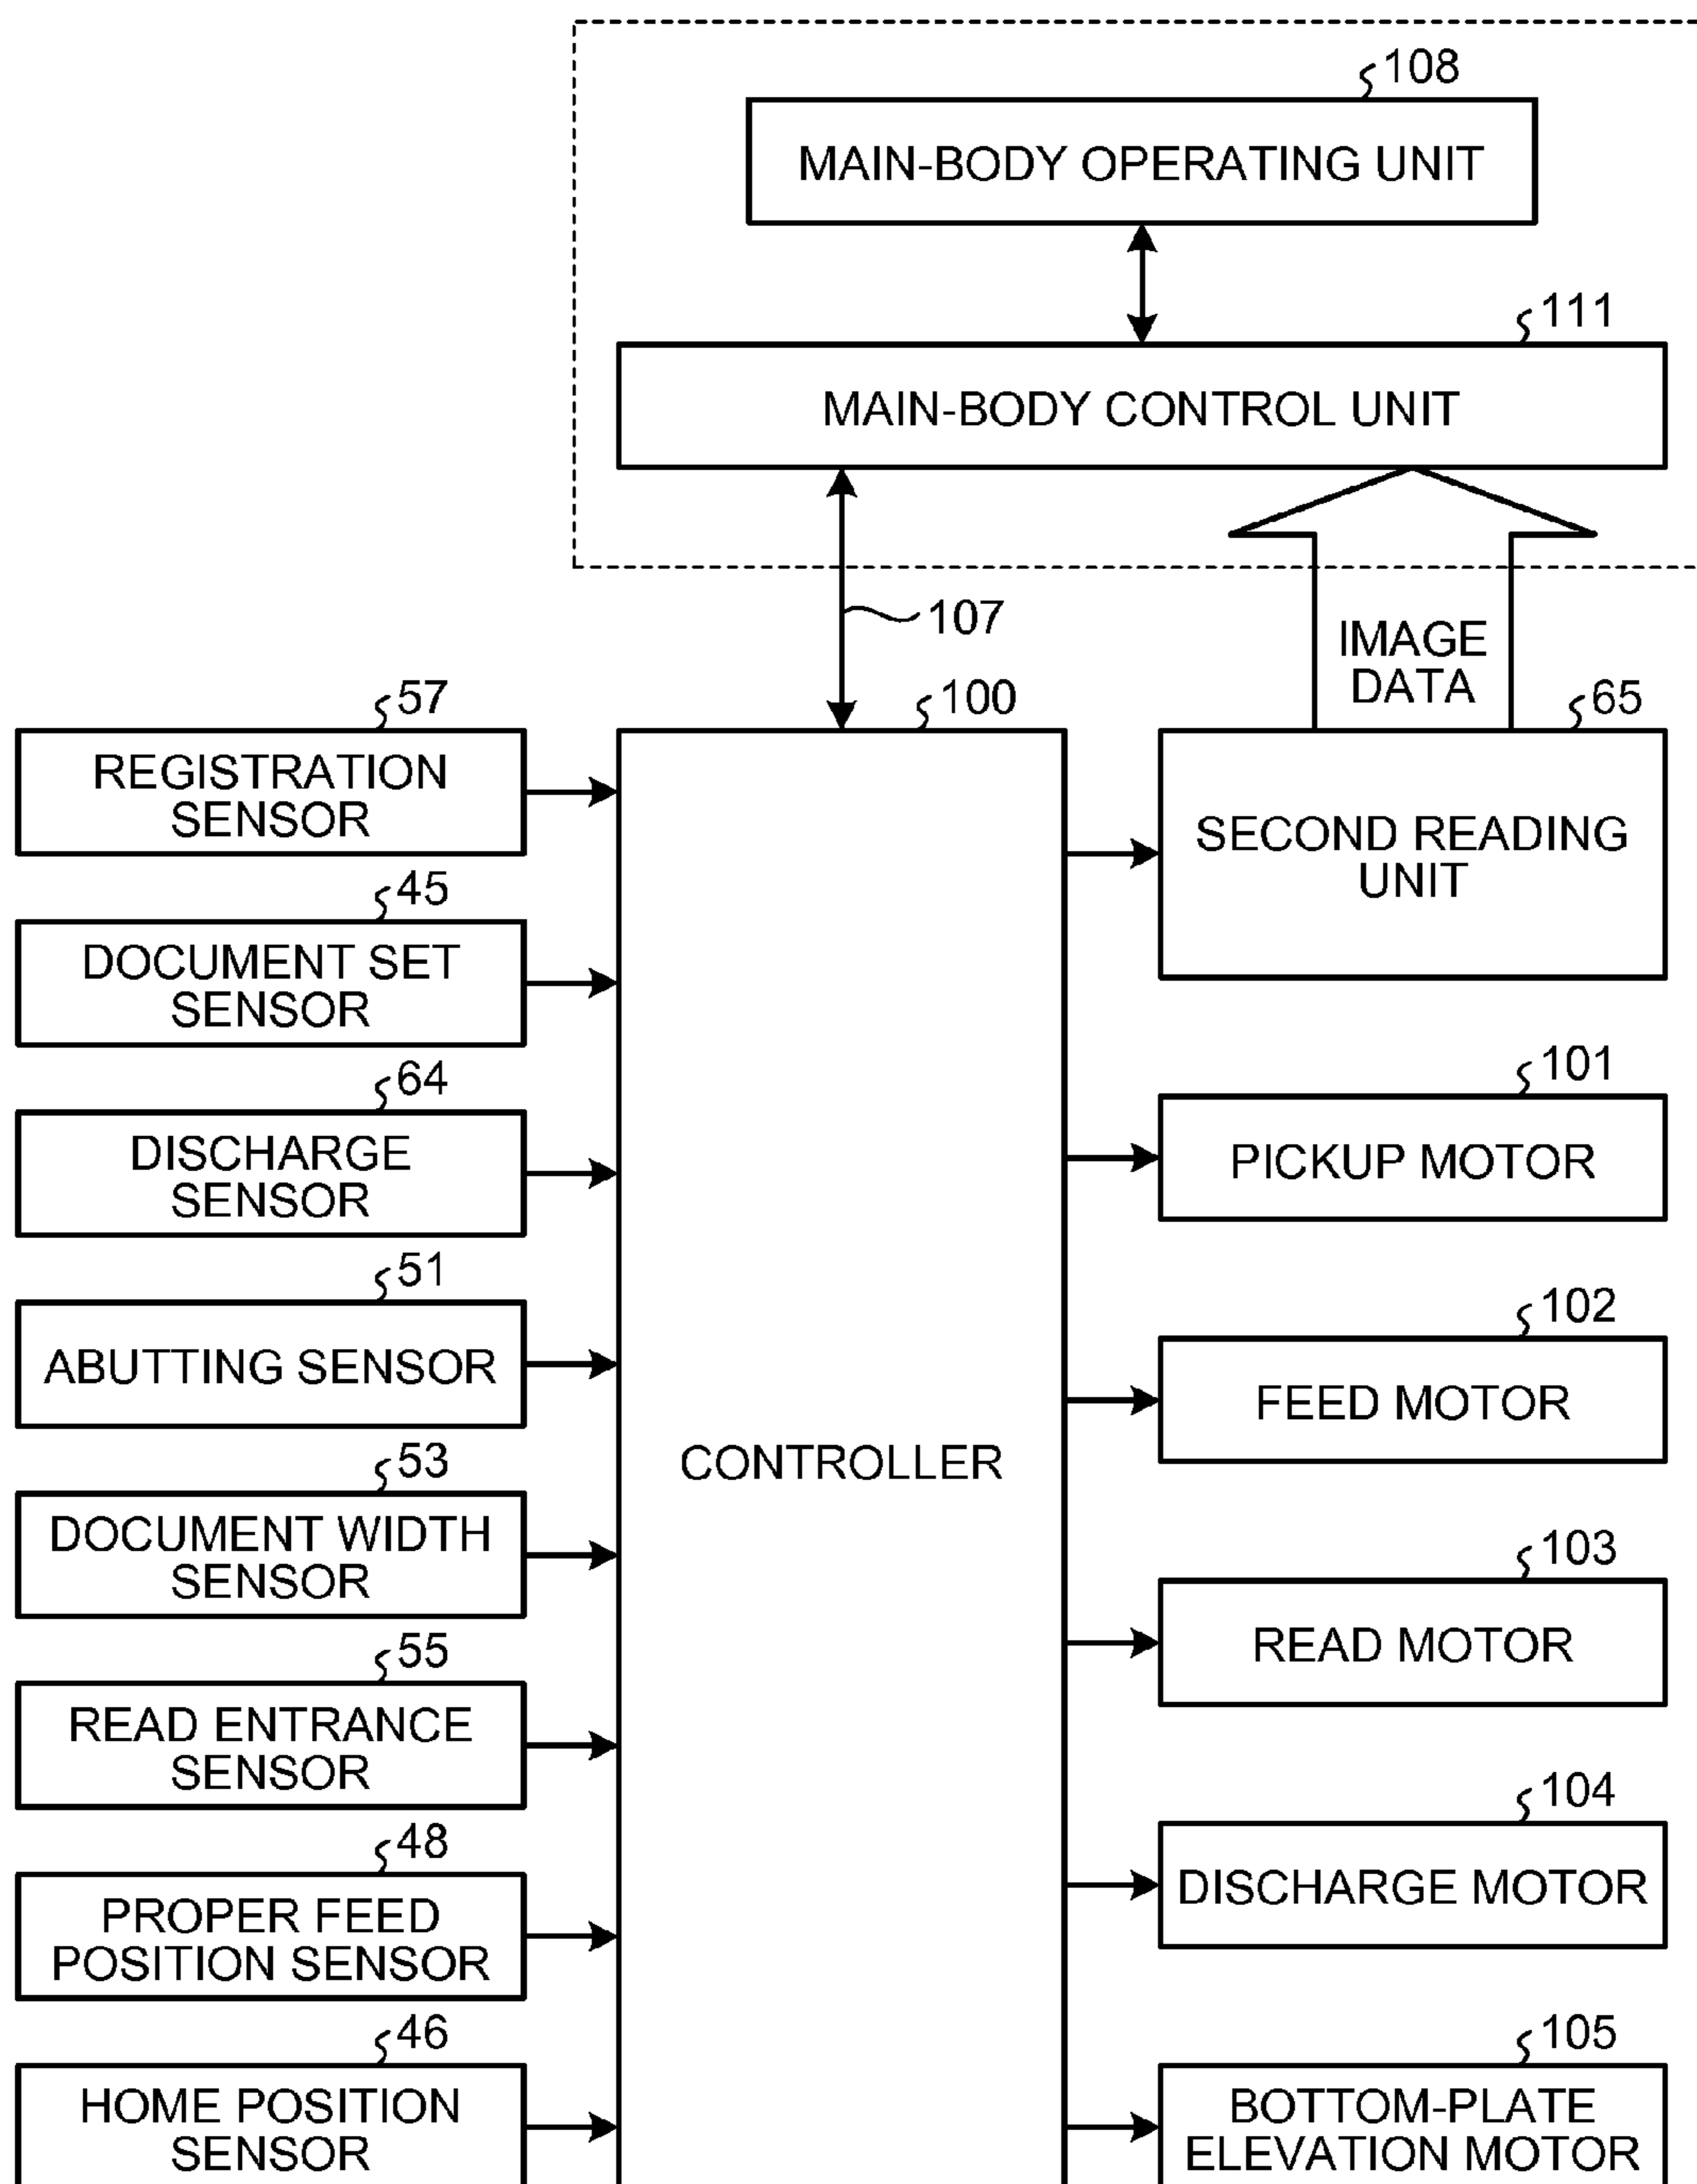 108
MAIN-BODY OPERATING UNIT
111
MAIN-BODY CONTROL UNIT
107
IMAGE
DATA
57
REGISTRATION
SENSOR
45
DOCUMENT SET
SENSOR
64
DISCHARGE
SENSOR
51
ABUTTING SENSOR
53
DOCUMENT WIDTH
SENSOR
55
READ ENTRANCE
SENSOR
48
PROPER FEED
POSITION SENSOR
46
HOME POSITION
SENSOR
100
CONTROLLER
65
SECOND READING
UNIT
101
PICKUP MOTOR
102
FEED MOTOR
103
READ MOTOR
104
DISCHARGE MOTOR
105
BOTTOM-PLATE
ELEVATION MOTOR